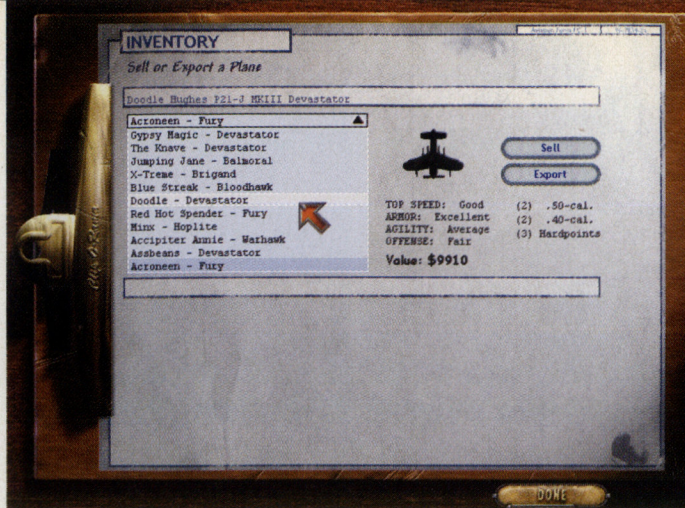 INVENTORY
Sell or Export a Plane
Doodle Hughes P21-J MKIII Devastator
Acroneen - Fury
Gypsy Magic - Devastator
The Knave - Devastator
Jumping Jane - Balmoral
X-Treme - Brigand
Blue Streak - Bloodhawk
Doodle - Devastator
Red Hot Spender - Fury
Minx - Hoplite
Accipiter Annie - Warhawk
Assbeans - Devastator
Acroneen - Fury
Sell
Export
TOP SPEED: Good
ARMOR: Excellent
AGILITY: Average
OFFENSE: Fair
(2) .50-cal.
(2) .40-cal.
(3) Hardpoints
Value: $9910
DONE